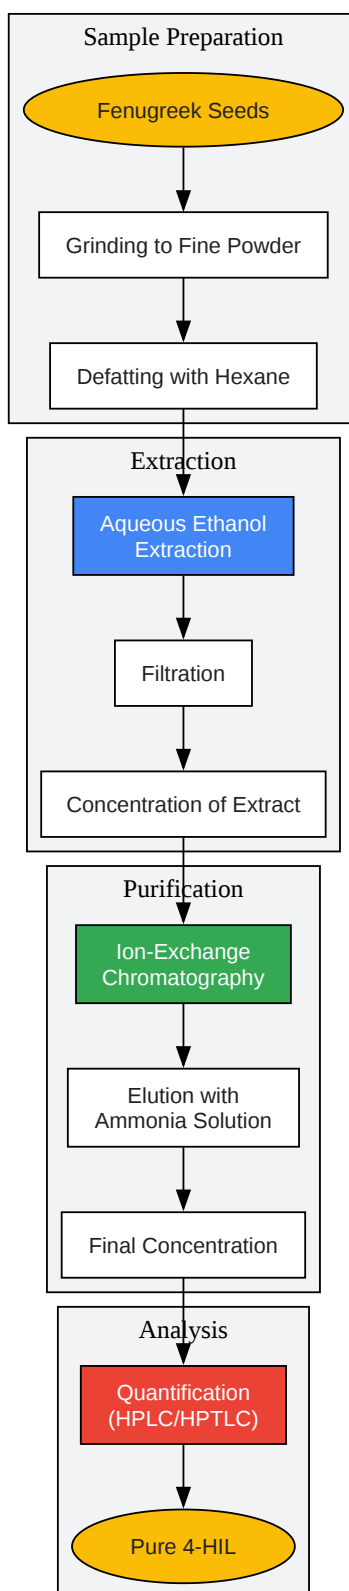 Sample Preparation
Fenugreek Seeds
Grinding to Fine Powder
Defatting with Hexane
Extraction
Aqueous Ethanol
Extraction
Filtration
Concentration of Extract
Purification
Ion-Exchange
Chromatography
Elution with
Ammonia Solution
Final Concentration
Analysis
Quantification
(HPLC/HPTLC)
Pure 4-HIL